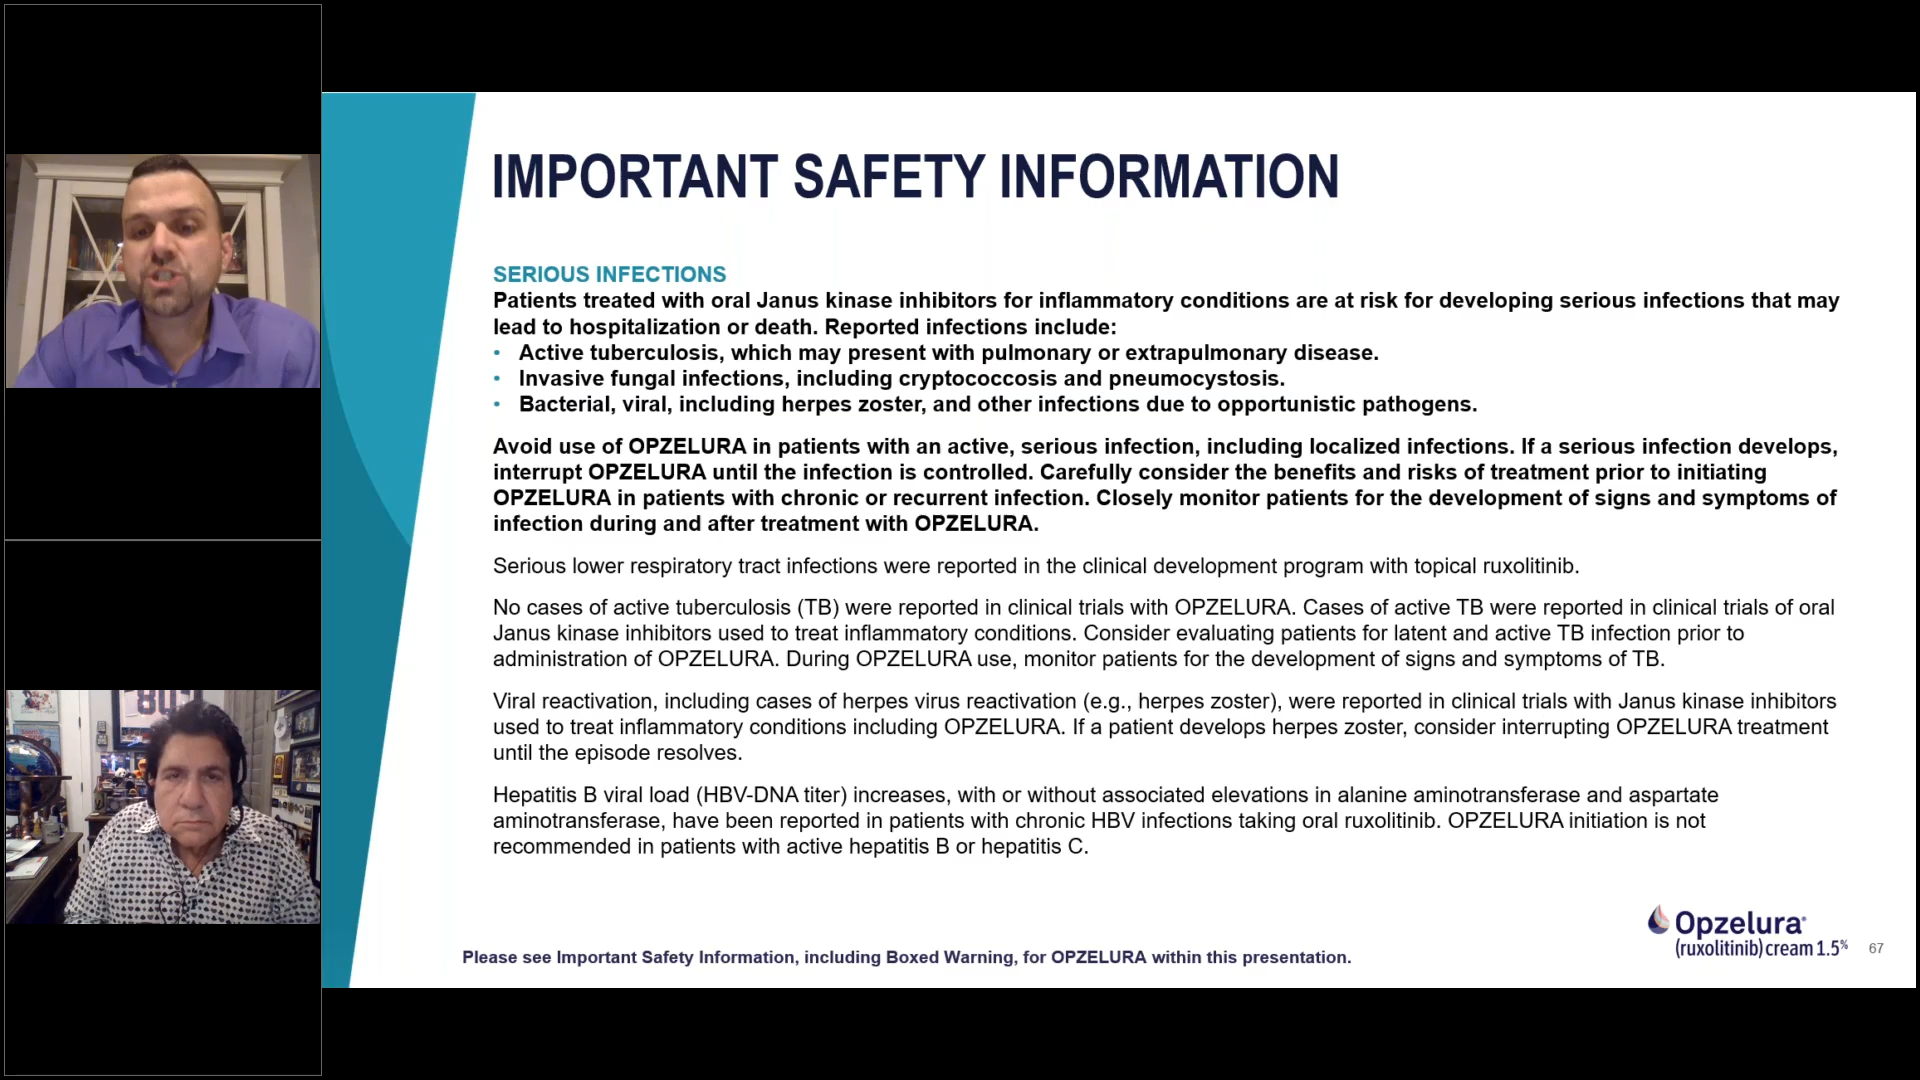 IMPORTANT SAFETY INFORMATION
SERIOUS INFECTIONS
Patients treated with oral Janus kinase inhibitors for inflammatory conditions are at risk for developing serious infections that may
lead to hospitalization or death. Reported infections include:
• Active tuberculosis, which may present with pulmonary or extrapulmonary disease.
• Invasive fungal infections, including cryptococcosis and pneumocystosis.
• Bacterial, viral, including herpes zoster, and other infections due to opportunistic pathogens.
Avoid use of OPZELURA in patients with an active, serious infection, including localized infections. If a serious infection develops,
interrupt OPZELURA until the infection is controlled. Carefully consider the benefits and risks of treatment prior to initiating
OPZELURA in patients with chronic or recurrent infection. Closely monitor patients for the development of signs and symptoms of
infection during and after treatment with OPZELURA.
Serious lower respiratory tract infections were reported in the clinical development program with topical ruxolitinib.
No cases of active tuberculosis (TB) were reported in clinical trials with OPZELURA. Cases of active TB were reported in clinical trials of oral
Janus kinase inhibitors used to treat inflammatory conditions. Consider evaluating patients for latent and active TB infection prior to
administration of OPZELURA. During OPZELURA use, monitor patients for the development of signs and symptoms of TB.
Viral reactivation, including cases of herpes virus reactivation (e.g., herpes zoster), were reported in clinical trials with Janus kinase inhibitors
used to treat inflammatory conditions including OPZELURA. If a patient develops herpes zoster, consider interrupting OPZELURA treatment
until the episode resolves.
Hepatitis B viral load (HBV-DNA titer) increases, with or without associated elevations in alanine aminotransferase and aspartate
aminotransferase, have been reported in patients with chronic HBV infections taking oral ruxolitinib. OPZELURA initiation is not
recommended in patients with active hepatitis B or hepatitis C.
Opzelura®
(ruxolitinib) cream 1.5%
67
Please see Important Safety Information, including Boxed Warning, for OPZELURA within this presentation.